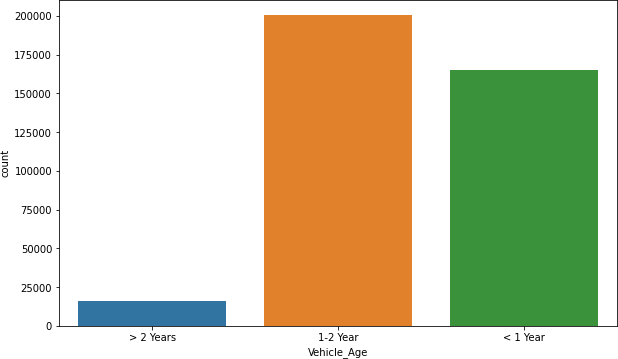 200000
175000
150000
125000
100000
75000
50000
25000
0
count
> 2 Years
1-2 Year
< 1 Year
Vehicle_Age